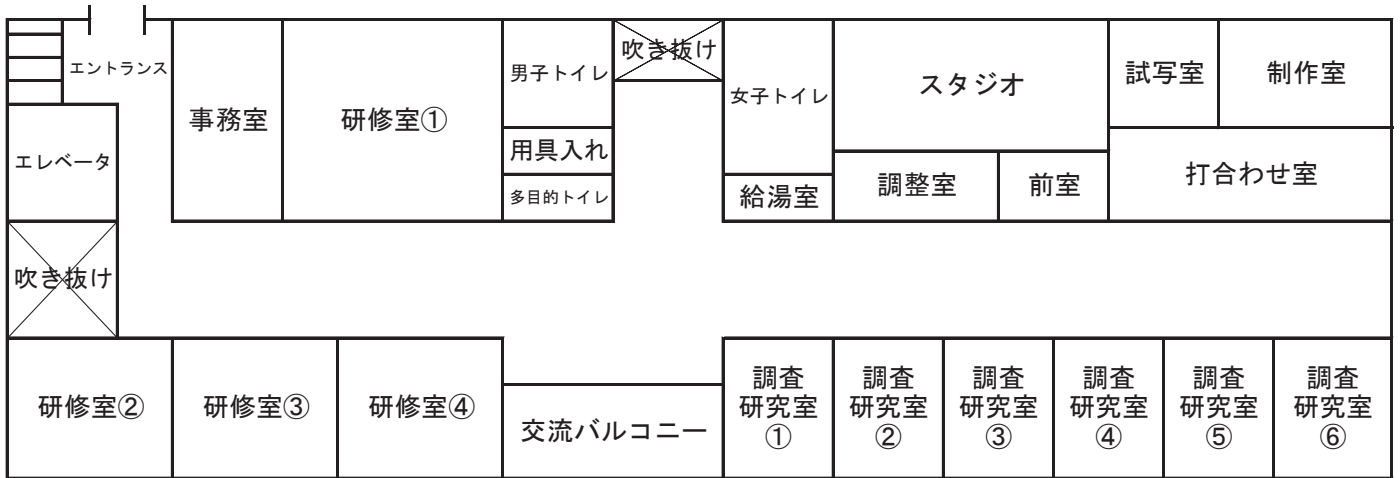 エントランス
事務室
研修室①
男子トイレ
吹き抜け
女子トイレ
スタジオ
試写室
制作室
エレベータ
用具入れ
多目的トイレ
給湯室
調整室
前室
打合わせ室
吹き抜け
研修室②
研修室③
研修室④
交流バルコニー
調査
研究室
①
調査
研究室
②
調査
研究室
③
調査
研究室
④
調査
研究室
⑤
調査
研究室
⑥